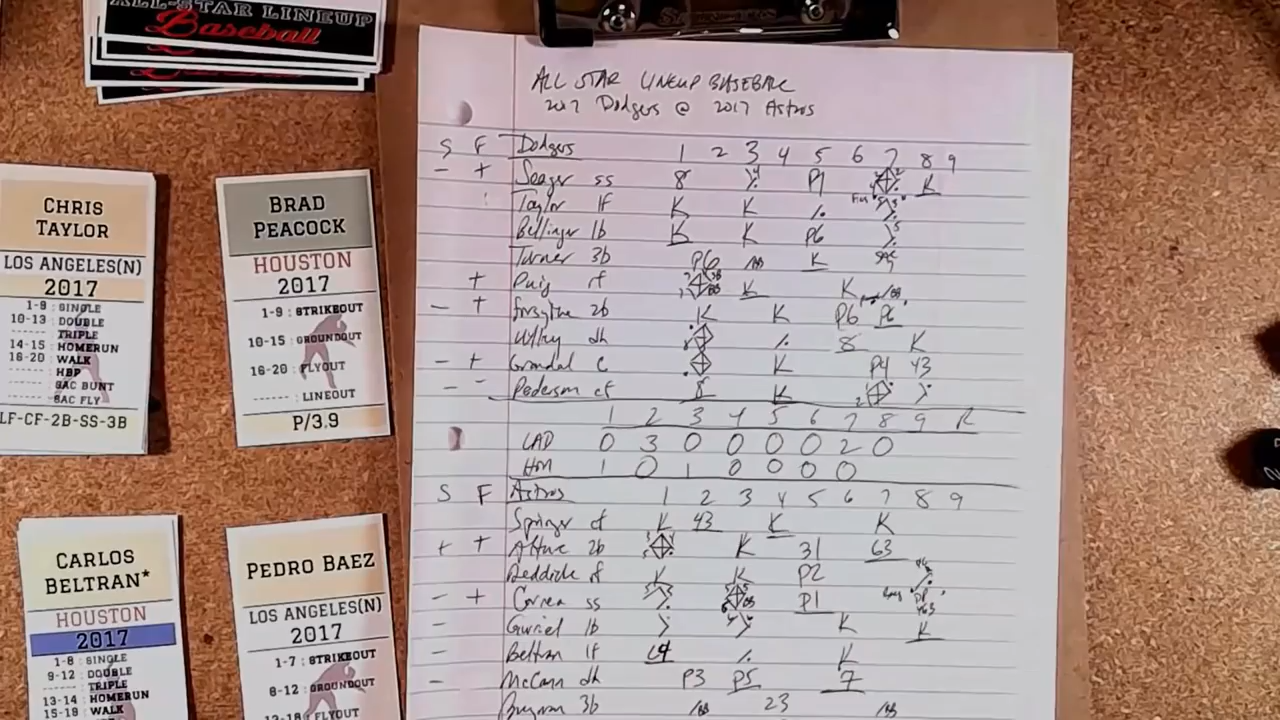 ALL-STAR LINEUP
Baseball
CHRIS
TAYLOR
LOS ANGELES(N)
2017
1-9 : SINGLE
10-13 : DOUBLE
------ TRIPLE
14-15 : HOMERUN
16-20 : WALK
------ HBP
------ SAC BUNT
------ SAC FLY
LF-CF-2B-SS-3B
BRAD
PEACOCK
HOUSTON
2017
1-9 : STRIKEOUT
10-15 : GROUNDOUT
16-20 : FLYOUT
------ : LINEOUT
P/3.9
CARLOS
BELTRAN*
HOUSTON
2017
1-8 : SINGLE
9-12 : DOUBLE
------ TRIPLE
13-14 : HOMERUN
15-18 : WALK
PEDRO BAEZ
LOS ANGELES(N)
2017
1-7 : STRIKEOUT
8-12 : GROUNDOUT
13-18 : FLYOUT
ALL STAR LINEUP BASEBALL
2017 Dodgers @ 2017 Astros
S F Dodgers 1 2 3 4 5 6 7 8 9
- + Seager ss 8 P1 K
Taylor lf K K
Bellinger 1b K K P6
Turner 3b P6 K SAC
+ Puig rf K K
- + Forsythe 2b K K P6 P6
Utley dh 8 K
- + Grandal c K P4 43
- - Pederson cf 8 K
1 2 3 4 5 6 7 8 9 R
LAD 0 3 0 0 0 0 2 0
HOU 1 0 1 0 0 0 0
S F Astros 1 2 3 4 5 6 7 8 9
Springer cf K 43 K K
+ + Altuve 2b K 31 63
Reddick rf K K P2
- + Correa ss P1 DP 463
- Gurriel 1b K K
- Beltran lf L4 K
- McCann dh P3 P5 7
Bregman 3b 23